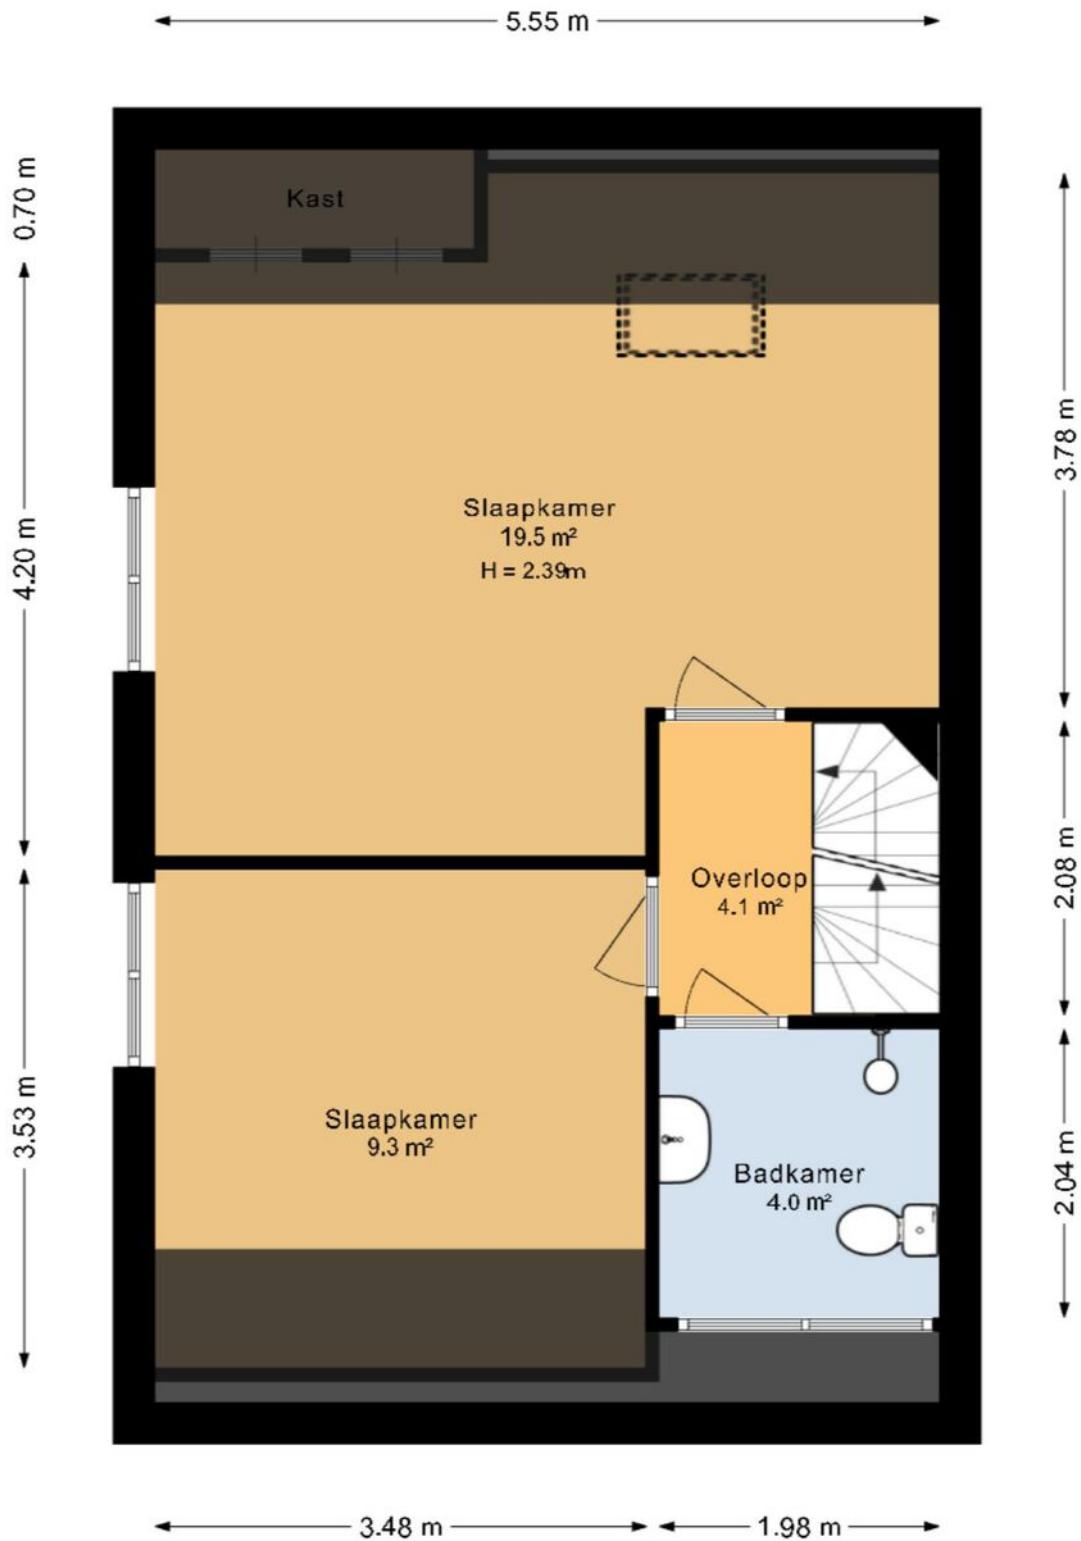 5.55 m
0.70 m
Kast
3.78 m
Slaapkamer
19.5 m²
H = 2.39m
4.20 m
Overloop
4.1 m²
2.08 m
Slaapkamer
9.3 m²
3.53 m
Badkamer
4.0 m²
2.04 m
3.48 m
1.98 m